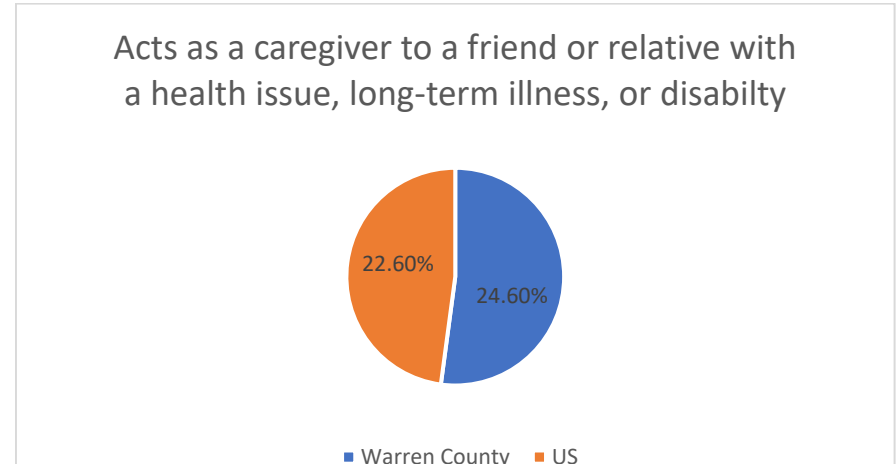 Acts as a caregiver to a friend or relative with
a health issue, long-term illness, or disabilty
22.60%
24.60%
Warren County US